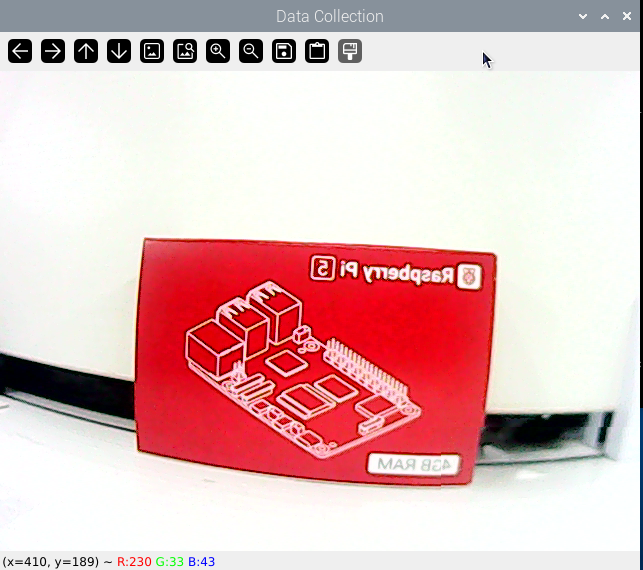 Data Collection
Raspberry Pi 5
4GB RAM
(x=410, y=189) ~ R:230 G:33 B:43